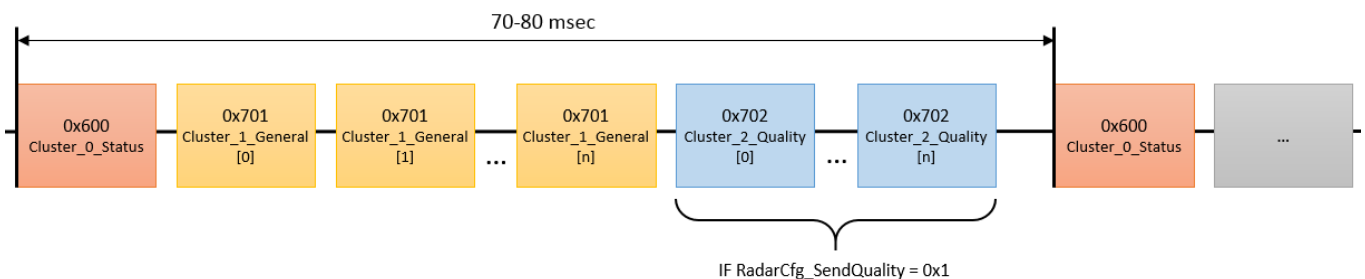 70-80 msec
0x600
Cluster_0_Status
0x701
Cluster_1_General
[0]
0x701
Cluster_1_General
[1]
...
0x701
Cluster_1_General
[n]
0x702
Cluster_2_Quality
[0]
...
0x702
Cluster_2_Quality
[n]
0x600
Cluster_0_Status
...
IF RadarCfg_SendQuality = 0x1